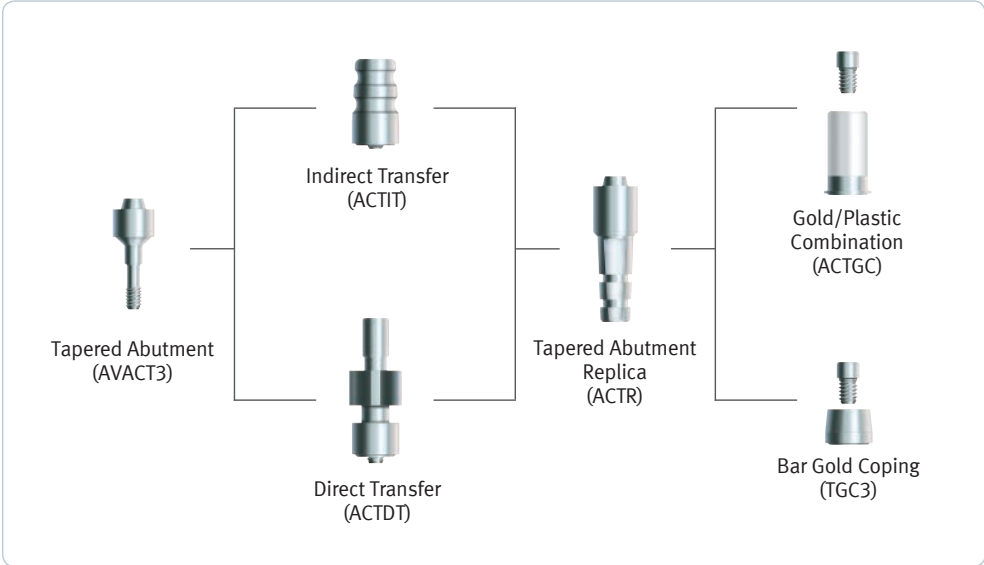 Indirect Transfer
(ACTIT)
Gold/Plastic
Combination
(ACTGC)
Tapered Abutment
(AVACT3)
Tapered Abutment
Replica
(ACTR)
Direct Transfer
(ACTDT)
Bar Gold Coping
(TGC3)